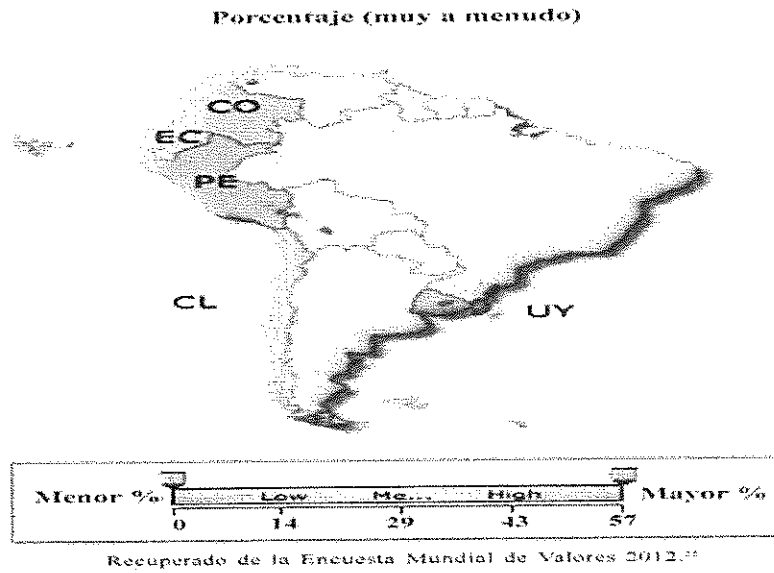 Porcentaje (muy a menudo)
CO
EC
PE
CL
UY
Menor %
Low
Me...
High
Mayor %
0
14
29
43
57
Recuperado de la Encuesta Mundial de Valores 2012.